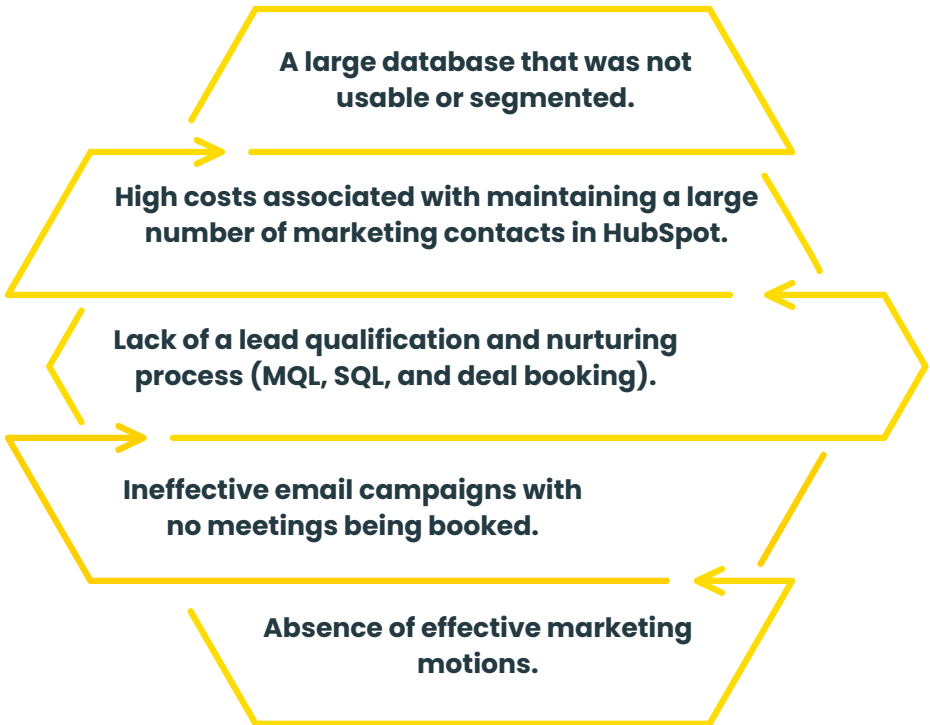 A large database that was not
usable or segmented.
High costs associated with maintaining a large
number of marketing contacts in HubSpot.
Lack of a lead qualification and nurturing
process (MQL, SQL, and deal booking).
Ineffective email campaigns with
no meetings being booked.
Absence of effective marketing
motions.